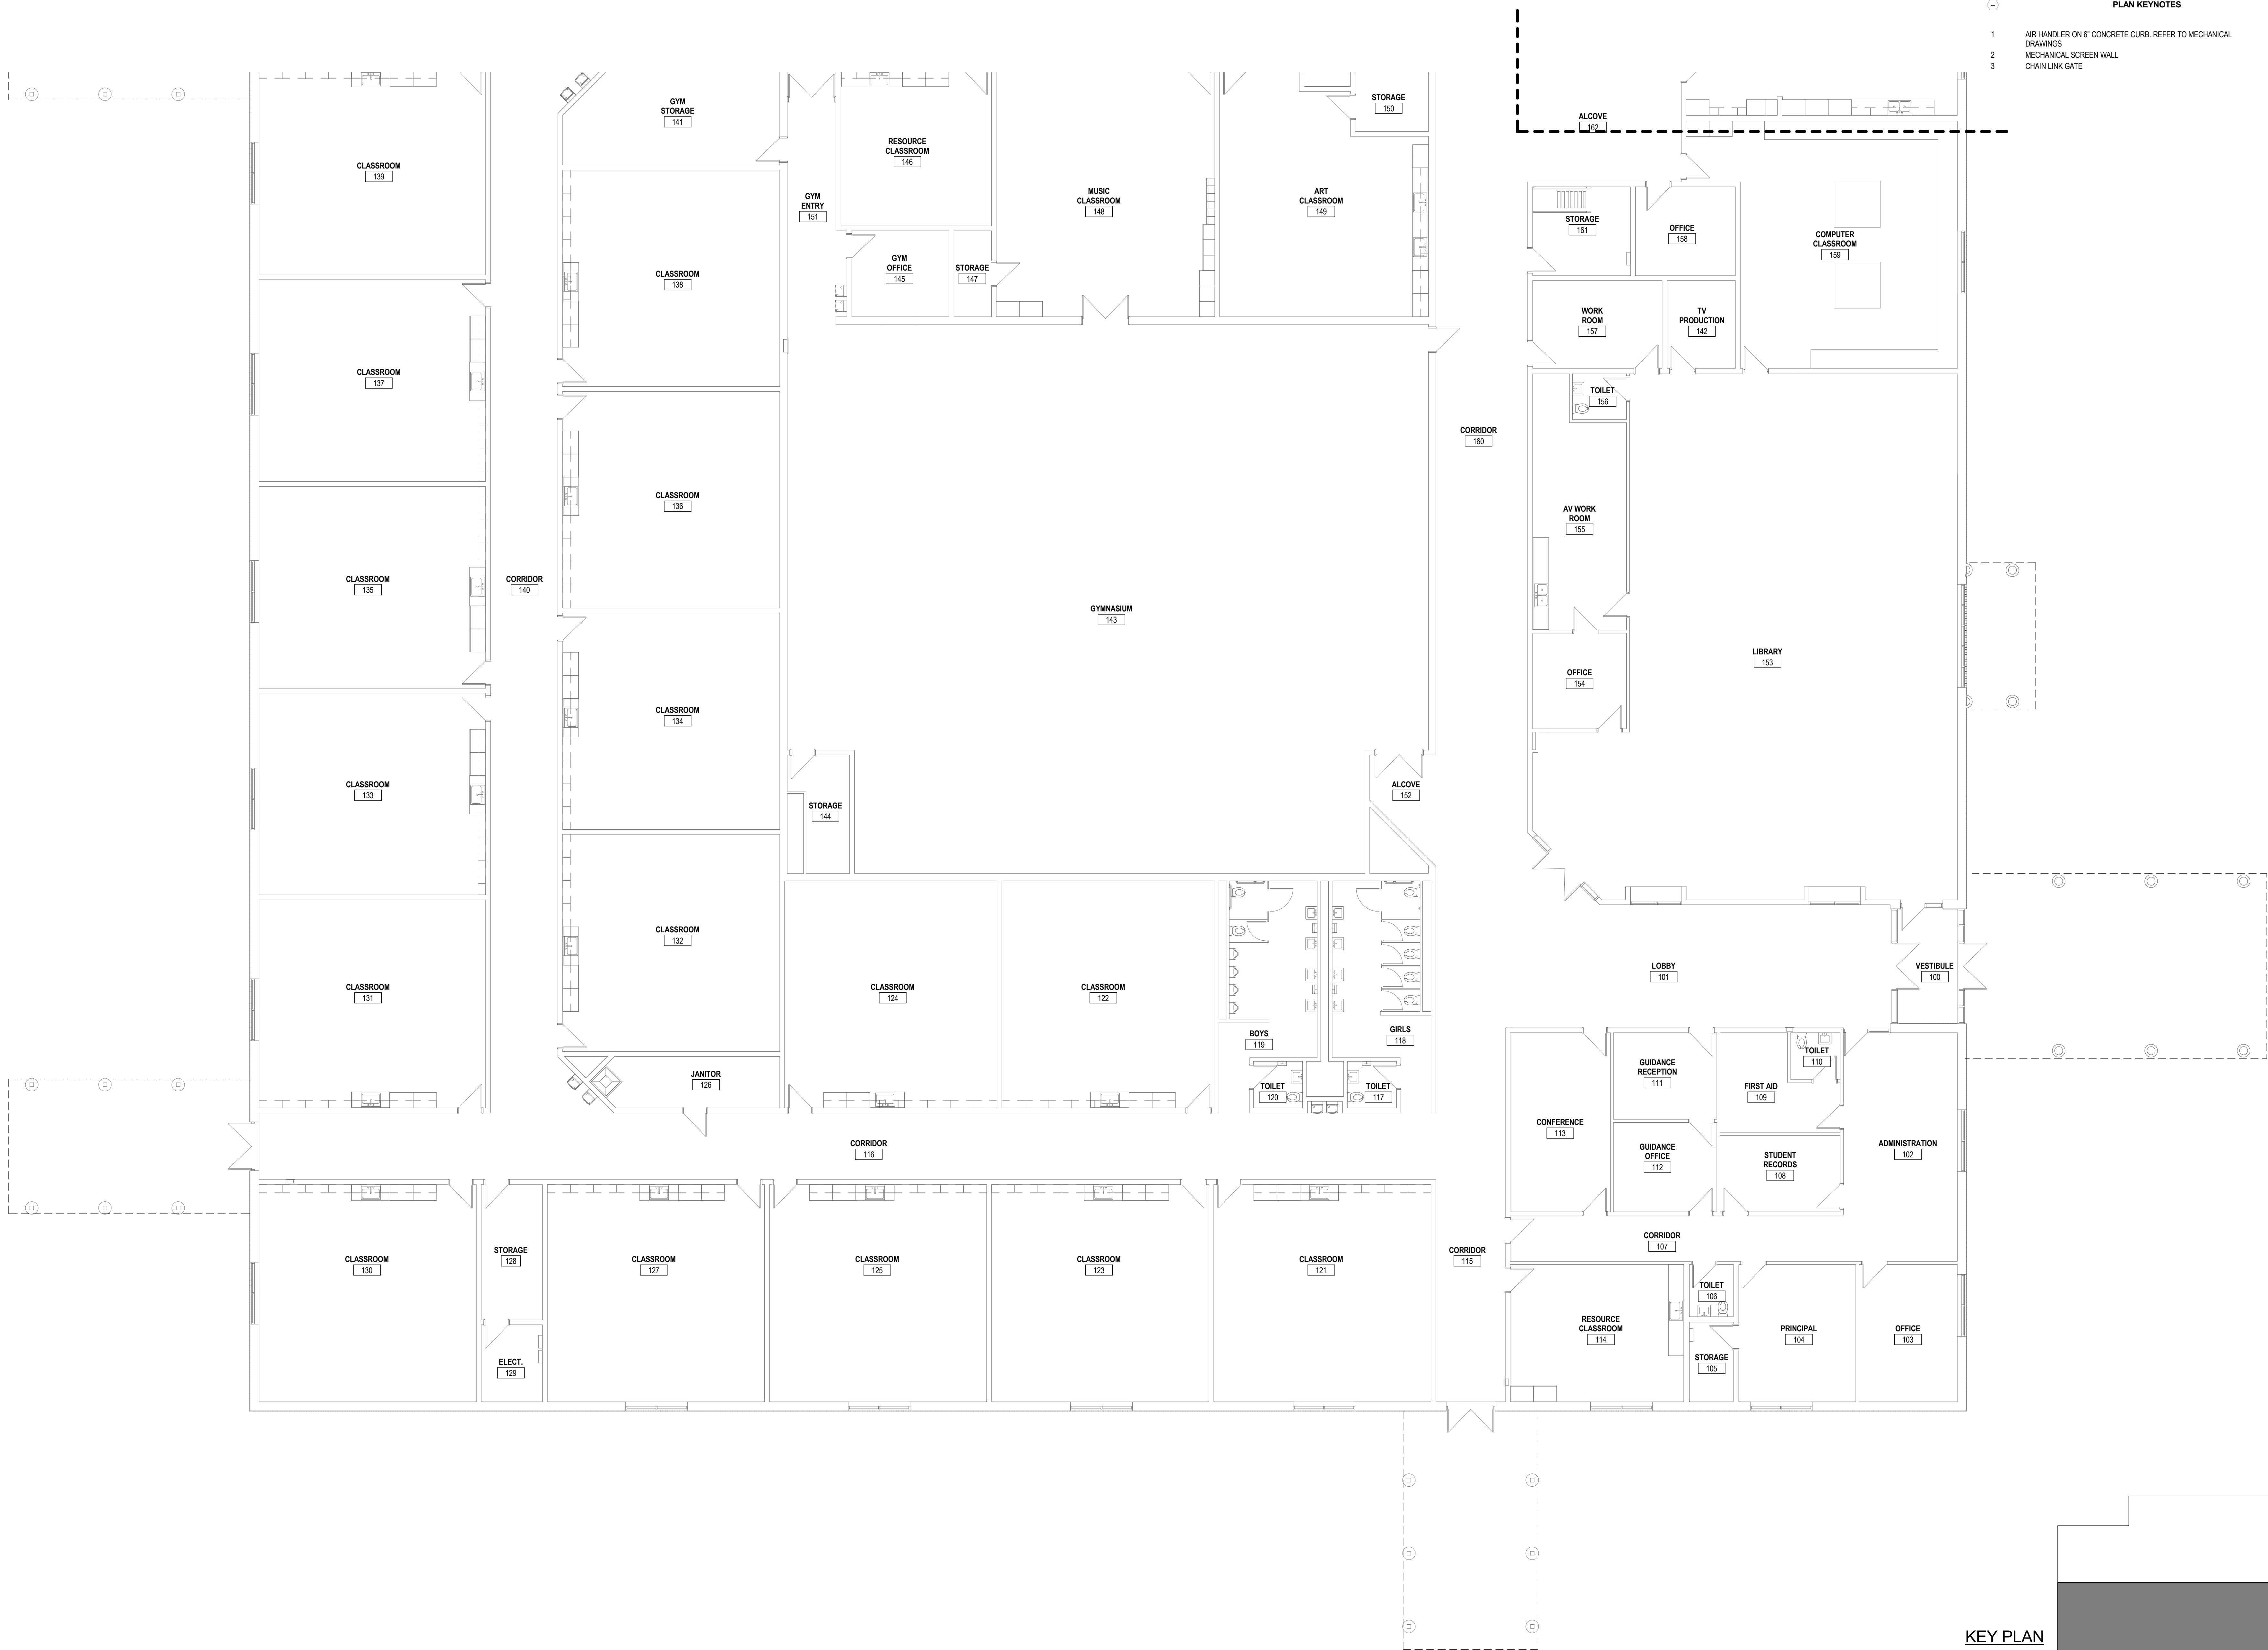 PLAN KEYNOTES
1 AIR HANDLER ON 6" CONCRETE CURB. REFER TO MECHANICAL
DRAWINGS
2 MECHANICAL SCREEN WALL
3 CHAIN LINK GATE
GYM
STORAGE
141
STORAGE
150
ALCOVE
162
CLASSROOM
139
RESOURCE
CLASSROOM
146
GYM
ENTRY
151
MUSIC
CLASSROOM
148
ART
CLASSROOM
149
STORAGE
161
OFFICE
158
COMPUTER
CLASSROOM
159
CLASSROOM
138
GYM
OFFICE
145
STORAGE
147
WORK
ROOM
157
TV
PRODUCTION
142
CLASSROOM
137
TOILET
156
CORRIDOR
160
CLASSROOM
136
AV WORK
ROOM
155
CLASSROOM
135
CORRIDOR
140
GYMNASIUM
143
LIBRARY
153
OFFICE
154
CLASSROOM
134
CLASSROOM
133
STORAGE
144
ALCOVE
152
CLASSROOM
132
LOBBY
101
VESTIBULE
100
CLASSROOM
131
CLASSROOM
124
CLASSROOM
122
BOYS
119
GIRLS
118
JANITOR
126
TOILET
120
TOILET
117
GUIDANCE
RECEPTION
111
TOILET
110
FIRST AID
109
CONFERENCE
113
CORRIDOR
116
GUIDANCE
OFFICE
112
STUDENT
RECORDS
108
ADMINISTRATION
102
CORRIDOR
107
STORAGE
128
CORRIDOR
115
CLASSROOM
130
CLASSROOM
127
CLASSROOM
125
CLASSROOM
123
CLASSROOM
121
TOILET
106
RESOURCE
CLASSROOM
114
PRINCIPAL
104
OFFICE
103
ELECT.
129
STORAGE
105
KEY PLAN